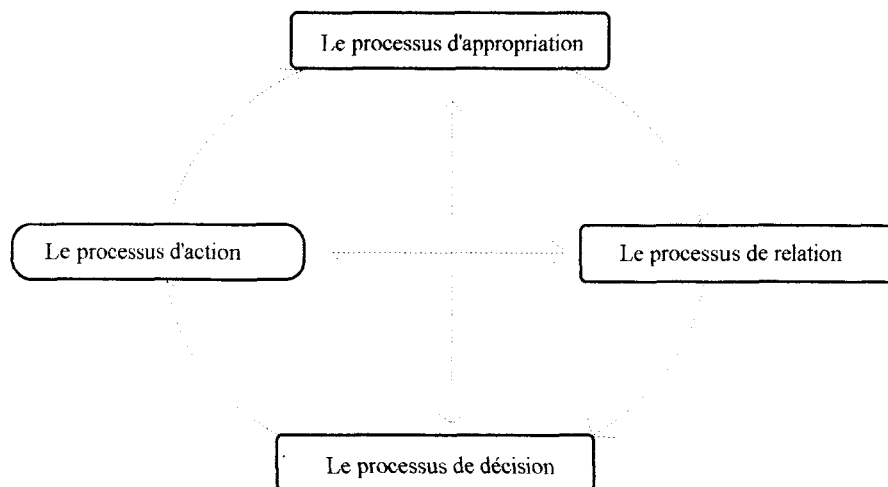 Le processus d'appropriation
Le processus d'action
Le processus de relation
Le processus de décision